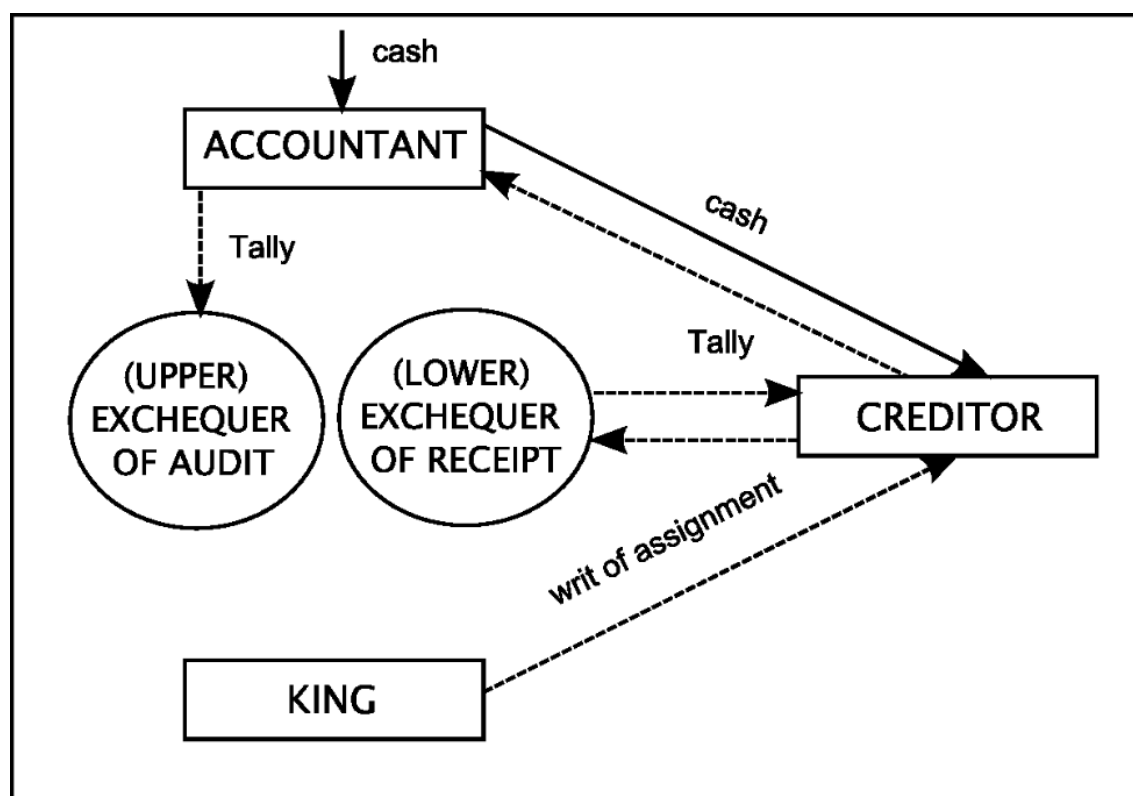 cash
ACCOUNTANT
cash
Tally
Tally
(UPPER)
EXCHEQUER
OF AUDIT
(LOWER)
EXCHEQUER
OF RECEIPT
CREDITOR
writ of assignment
KING